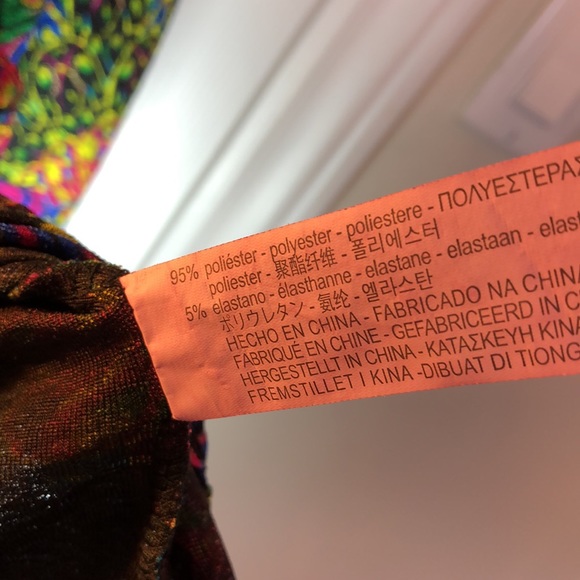 95% poliéster - polyester - poliestere - ΠΟΛΥΕΣΤΕΡΑΣ
poliester - 聚酯纤维 - 폴리에스터
5% elastano - élasthanne - elastane - elastaan - elast
ポリウレタン - 氨纶 - 엘라스탄
HECHO EN CHINA - FABRICADO NA CHINA
FABRIQUÉ EN CHINE - GEFABRICEERD IN C
HERGESTELLT IN CHINA - ΚΑΤΑΣΚΕΥΗ ΚΙΝΑ
FREMSTILLET I KINA -DIBUAT DI TIONG